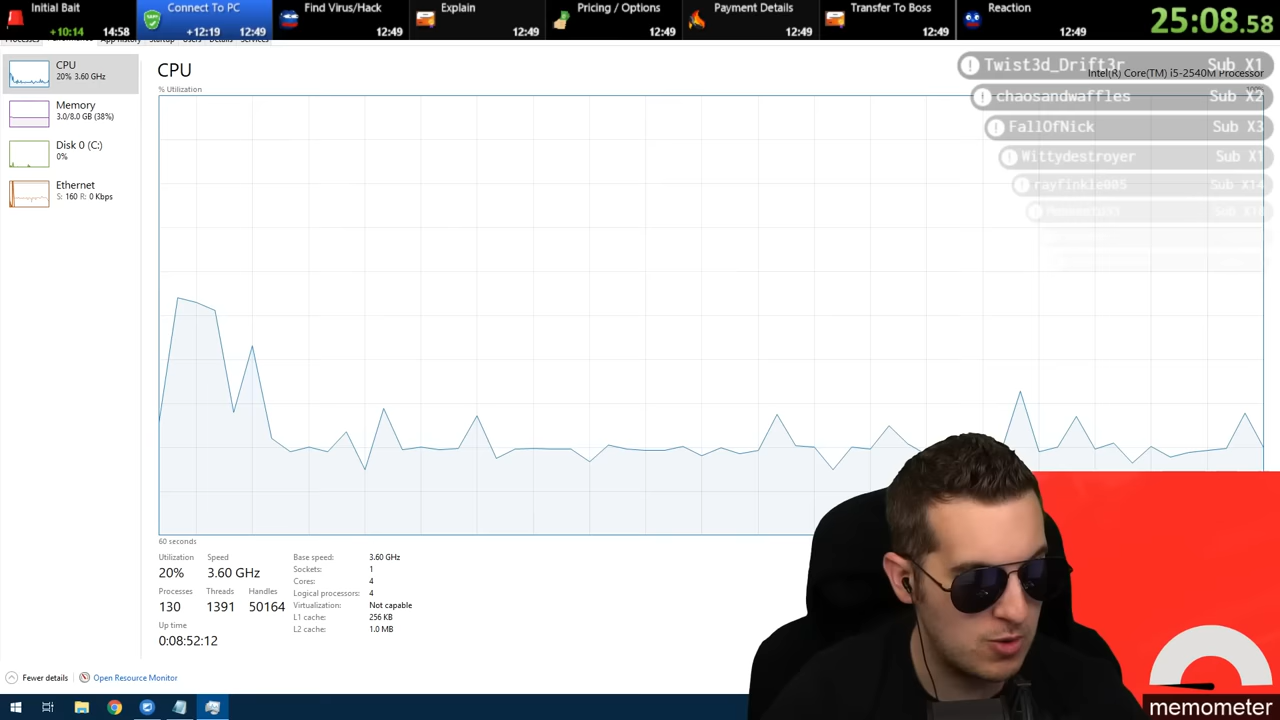 Initial Bait
+10:14 14:58
Connect To PC
+12:19 12:49
Find Virus/Hack
12:49
Explain
12:49
Pricing / Options
12:49
Payment Details
12:49
Transfer To Boss
12:49
Reaction
12:49
25:08.58
CPU
20% 3.60 GHz
Memory
3.0/8.0 GB (38%)
Disk 0 (C:)
0%
Ethernet
S: 160 R: 0 Kbps
CPU
Intel(R) Core(TM) i5-2540M Processor
% Utilization
100%
Twist3d_Drift3r Sub X1
chaosandwaffles Sub X2
FallOfNick Sub X3
Wittydestroyer Sub X1
rayfinkle005 Sub X14
60 seconds
Utilization
20%
Speed
3.60 GHz
Processes
130
Threads
1391
Handles
50164
Up time
0:08:52:12
Base speed: 3.60 GHz
Sockets: 1
Cores: 4
Logical processors: 4
Virtualization: Not capable
L1 cache: 256 KB
L2 cache: 1.0 MB
Fewer details
Open Resource Monitor
memometer